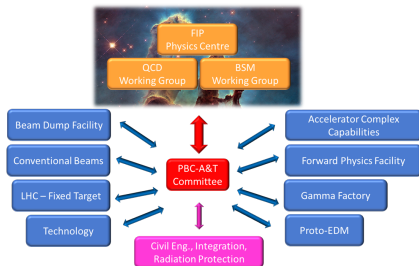 FIP
Physics Centre
QCD
Working Group
BSM
Working Group
Beam Dump Facility
Conventional Beams
LHC – Fixed Target
Technology
PBC-A&T
Committee
Accelerator Complex
Capabilities
Forward Physics Facility
Gamma Factory
Proto-EDM
Civil Eng., Integration,
Radiation Protection